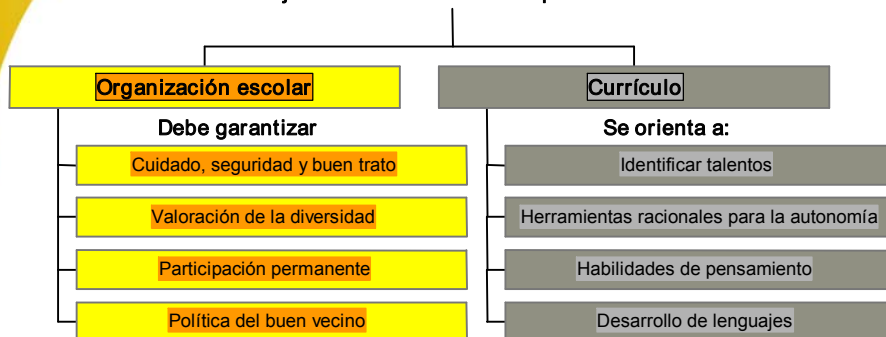 Organización escolar
Currículo
Debe garantizar
Se orienta a:
Cuidado, seguridad y buen trato
Identificar talentos
Valoración de la diversidad
Herramientas racionales para la autonomía
Participación permanente
Habilidades de pensamiento
Política del buen vecino
Desarrollo de lenguajes